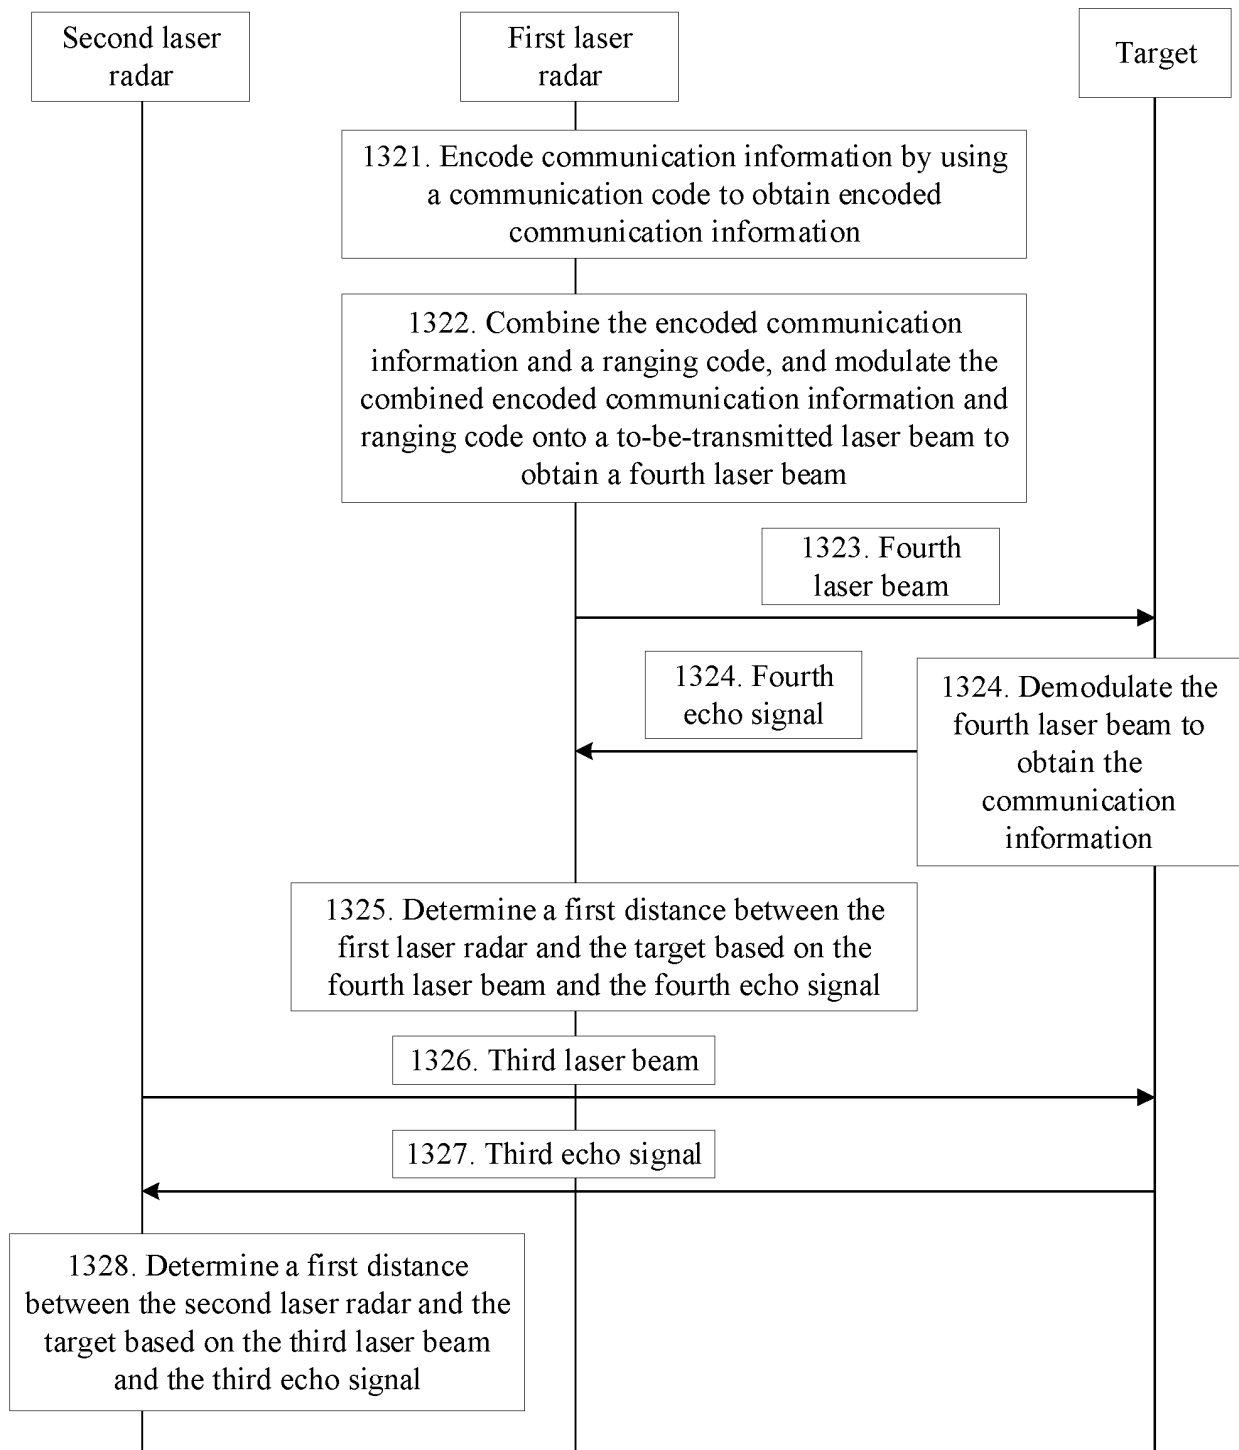 Second laser
radar
First laser
radar
Target
1321. Encode communication information by using
a communication code to obtain encoded
communication information
1322. Combine the encoded communication
information and a ranging code, and modulate the
combined encoded communication information and
ranging code onto a to-be-transmitted laser beam to
obtain a fourth laser beam
1323. Fourth
laser beam
1324. Fourth
echo signal
1324. Demodulate the
fourth laser beam to
obtain the
communication
information
1325. Determine a first distance between the
first laser radar and the target based on the
fourth laser beam and the fourth echo signal
1326. Third laser beam
1327. Third echo signal
1328. Determine a first distance
between the second laser radar and the
target based on the third laser beam
and the third echo signal